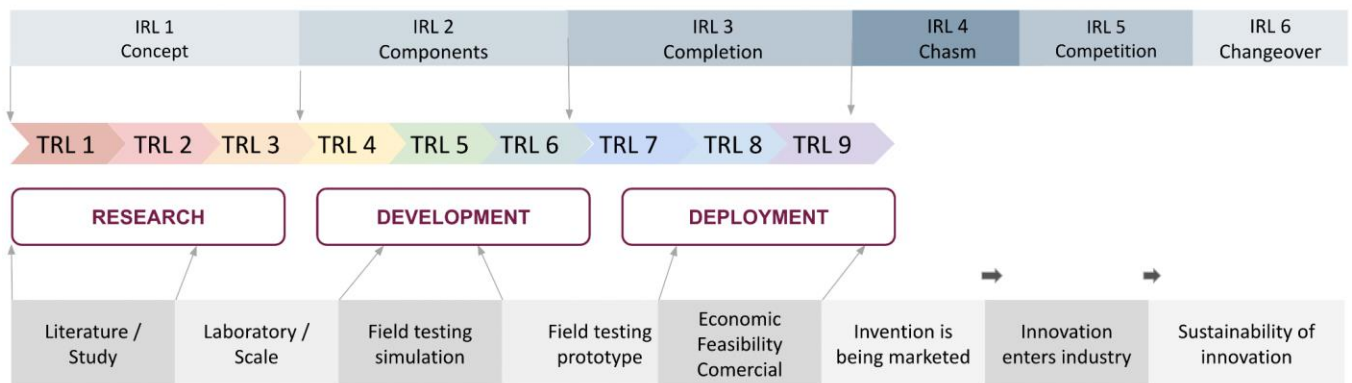 IRL 1
Concept
IRL 2
Components
IRL 3
Completion
IRL 4
Chasm
IRL 5
Competition
IRL 6
Changeover
TRL 1
TRL 2
TRL 3
TRL 4
TRL 5
TRL 6
TRL 7
TRL 8
TRL 9
RESEARCH
DEVELOPMENT
DEPLOYMENT
Literature /
Study
Laboratory /
Scale
Field testing
simulation
Field testing
prototype
Economic
Feasibility
Comercial
Invention is
being marketed
Innovation
enters industry
Sustainability of
innovation